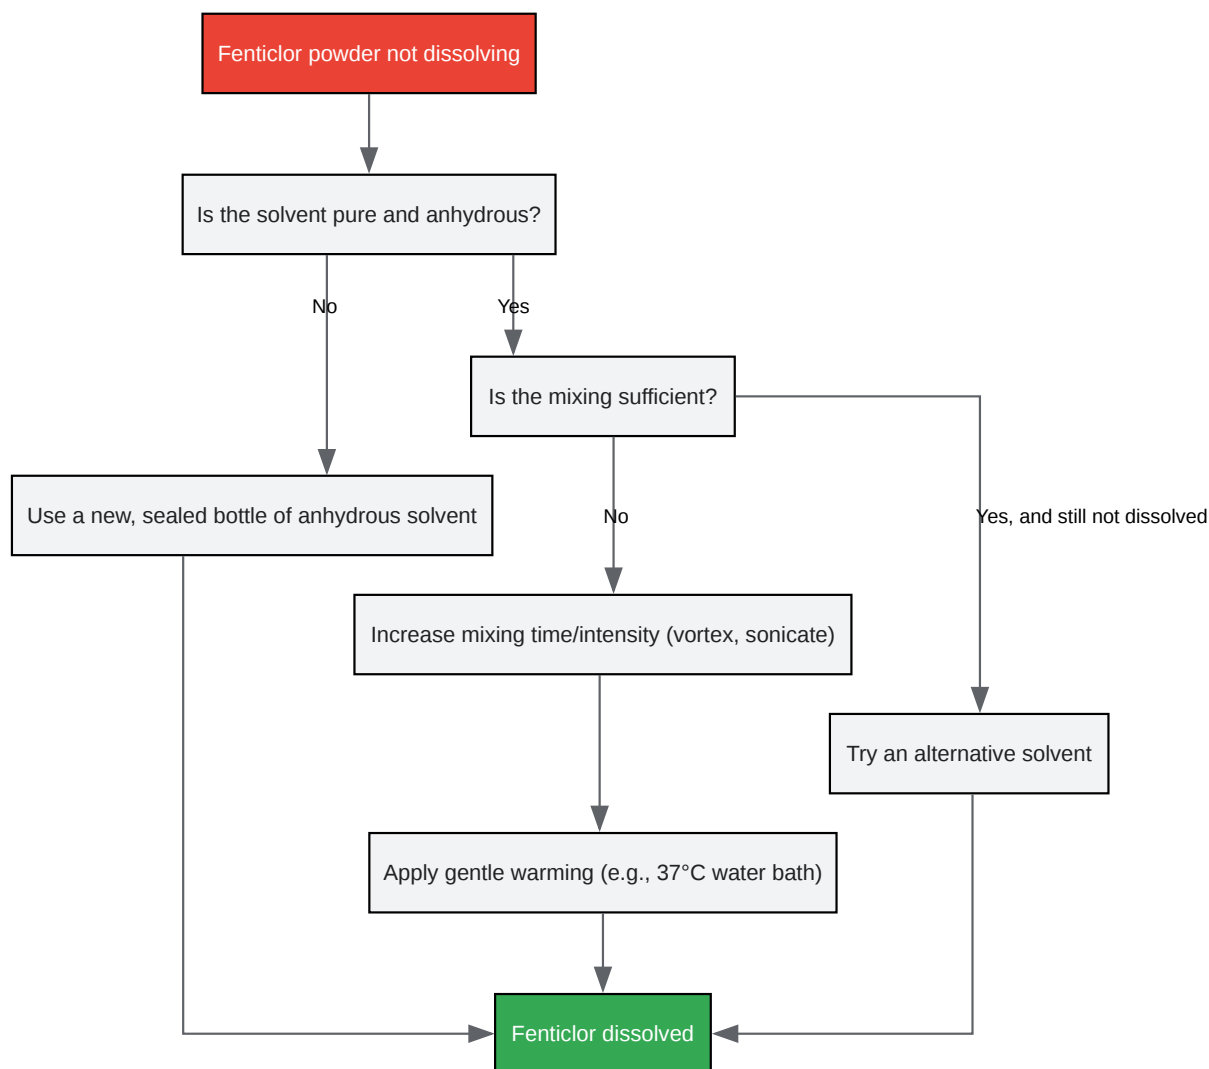 Fenticlor powder not dissolving
Is the solvent pure and anhydrous?
No
Yes
Is the mixing sufficient?
Use a new, sealed bottle of anhydrous solvent
No
Yes, and still not dissolved
Increase mixing time/intensity (vortex, sonicate)
Try an alternative solvent
Apply gentle warming (e.g., 37°C water bath)
Fenticlor dissolved